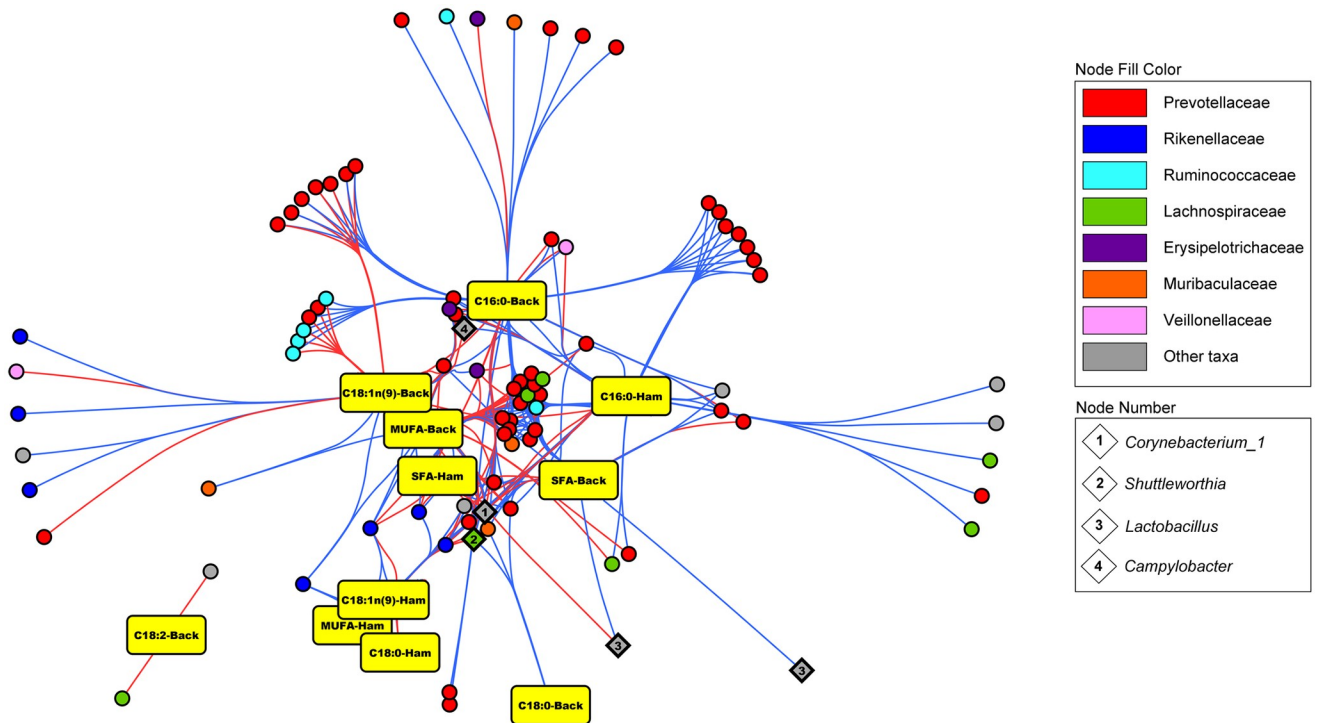 Node Fill Color
Prevotellaceae
Rikenellaceae
Ruminococcaceae
Lachnospiraceae
Erysipelotrichaceae
Muribaculaceae
Veillonellaceae
Other taxa
Node Number
1 Corynebacterium_1
2 Shuttleworthia
3 Lactobacillus
4 Campylobacter
C16:0-Back
4
C18:1n(9)-Back
C16:0-Ham
MUFA-Back
SFA-Ham
SFA-Back
1
2
C18:1n(9)-Ham
MUFA-Ham
C18:2-Back
3
C18:0-Ham
3
C18:0-Back